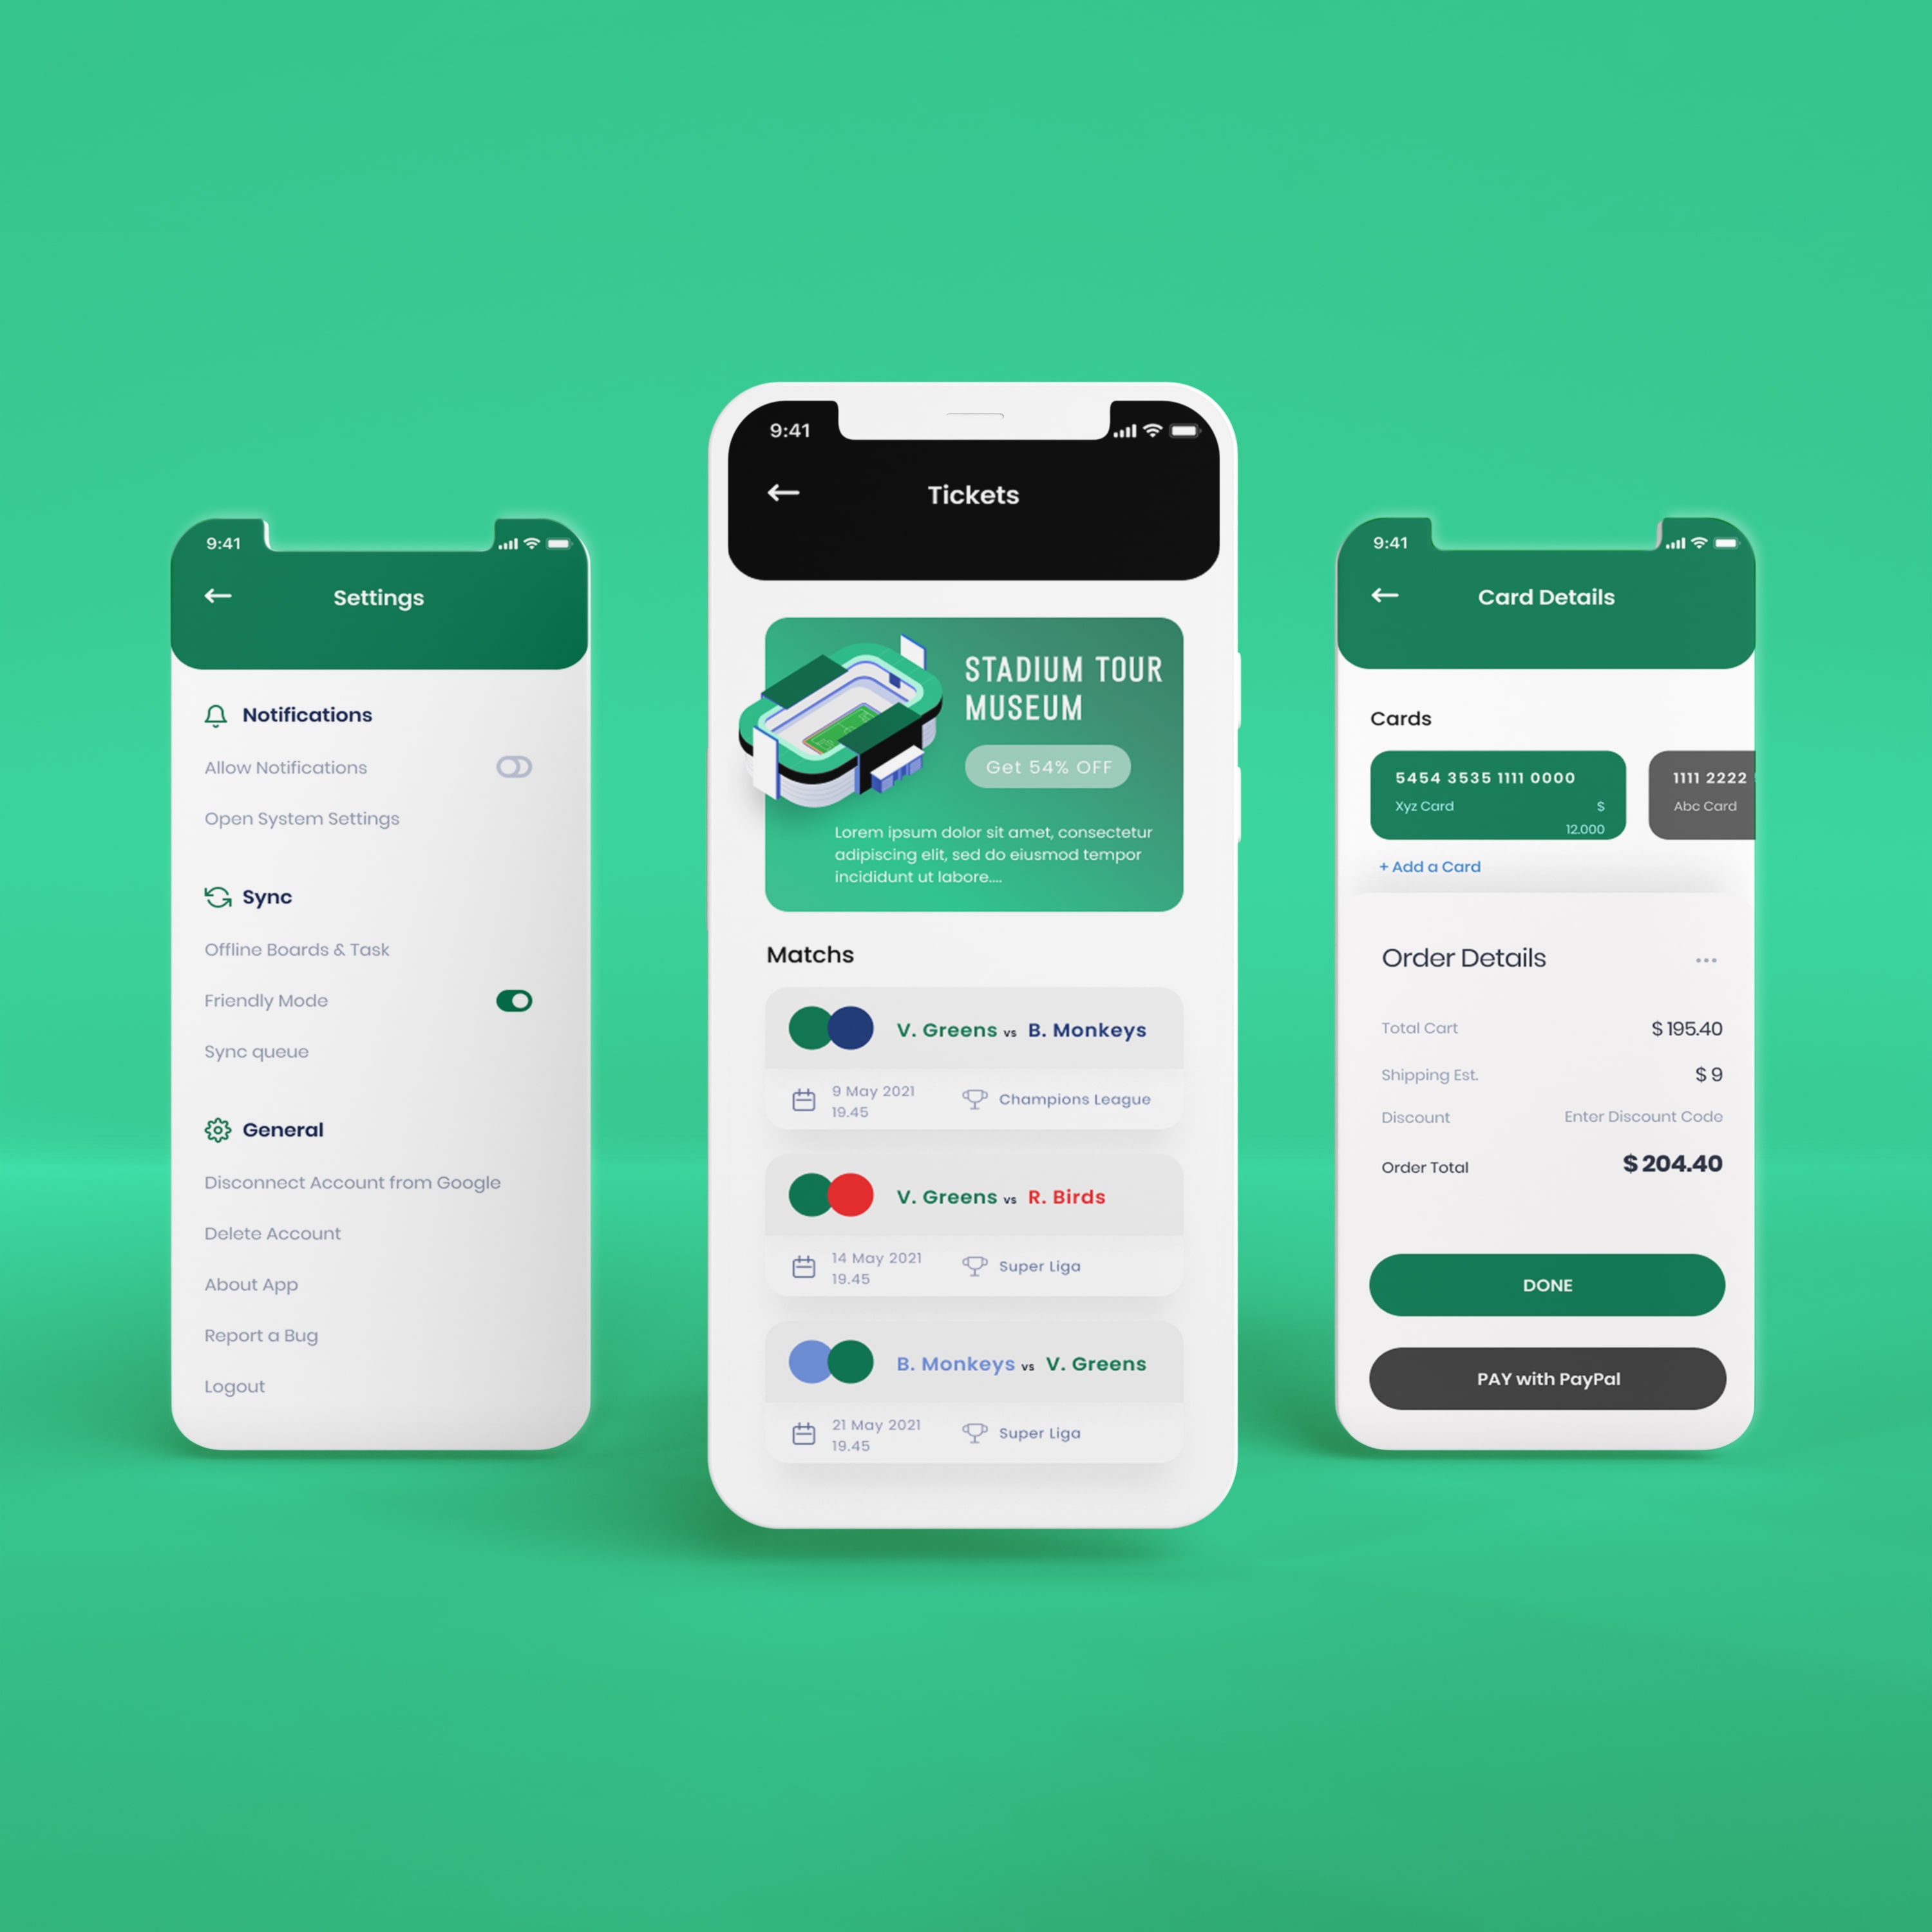 9:41
Settings
Notifications
Allow Notifications
Open System Settings
Sync
Offline Boards & Task
Friendly Mode
Sync queue
General
Disconnect Account from Google
Delete Account
About App
Report a Bug
Logout
9:41
Tickets
STADIUM TOUR
MUSEUM
Get 54% OFF
Lorem ipsum dolor sit amet, consectetur
adipiscing elit, sed do eiusmod tempor
incididunt ut labore....
Matchs
V. Greens vs B. Monkeys
9 May 2021
19.45
Champions League
V. Greens vs R. Birds
14 May 2021
19.45
Super Liga
B. Monkeys vs V. Greens
21 May 2021
19.45
Super Liga
9:41
Card Details
Cards
5454 3535 1111 0000
Xyz Card
$
12.000
1111 2222
Abc Card
+ Add a Card
Order Details
Total Cart
$ 195.40
Shipping Est.
$ 9
Discount
Enter Discount Code
Order Total
$ 204.40
DONE
PAY with PayPal